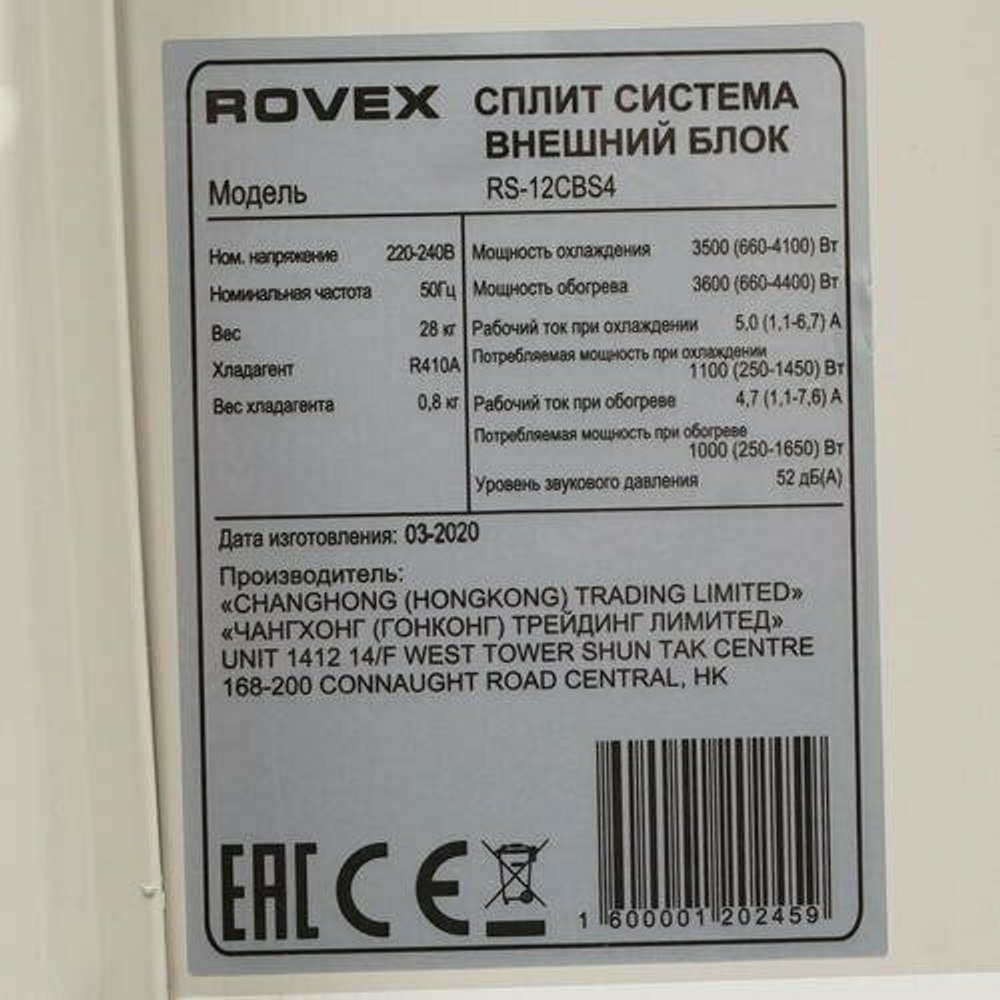 ROVEX СПЛИТ СИСТЕМА
ВНЕШНИЙ БЛОК
Модель RS-12CBS4
Ном. напряжение 220-240В
Номинальная частота 50Гц
Вес 28 кг
Хладагент R410A
Вес хладагента 0,8 кг
Мощность охлаждения 3500 (660-4100) Вт
Мощность обогрева 3600 (660-4400) Вт
Рабочий ток при охлаждении 5,0 (1,1-6,7) А
Потребляемая мощность при охлаждении
1100 (250-1450) Вт
Рабочий ток при обогреве 4,7 (1,1-7,6) А
Потребляемая мощность при обогреве
1000 (250-1650) Вт
Уровень звукового давления 52 дБ(А)
Дата изготовления: 03-2020
Производитель:
«CHANGHONG (HONGKONG) TRADING LIMITED»
«ЧАНГХОНГ (ГОНКОНГ) ТРЕЙДИНГ ЛИМИТЕД»
UNIT 1412 14/F WEST TOWER SHUN TAK CENTRE
168-200 CONNAUGHT ROAD CENTRAL, HK
EAC CE
1 600001 202459